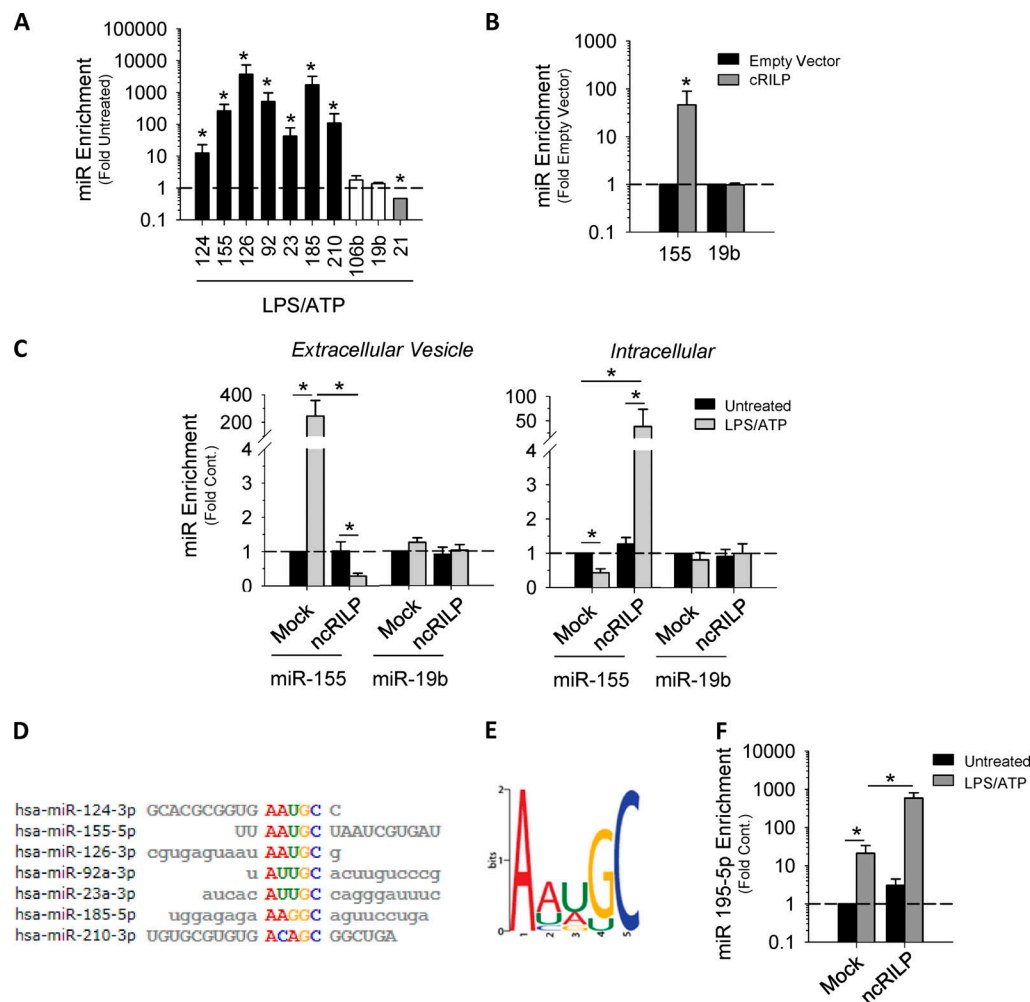 A
miR Enrichment
(Fold Untreated)
100000
10000
1000
100
10
1
0.1
* * * * * * * *
124 155 126 92 23 185 210 106b 19b 21
LPS/ATP
B
miR Enrichment
(Fold Empty Vector)
1000
100
10
1
0.1
*
Empty Vector
cRILP
155 19b
C
Extracellular Vesicle
miR Enrichment
(Fold Cont.)
400
200
4
3
2
1
0
* *
*
Mock ncRILP Mock ncRILP
miR-155 miR-19b
Intracellular
100
75
50
25
4
3
2
1
0
*
*
*
Untreated
LPS/ATP
Mock ncRILP Mock ncRILP
miR-155 miR-19b
D
hsa-miR-124-3p GCACGCGGUG AAUGC C
hsa-miR-155-5p UU AAUGC UAAUCGUGAU
hsa-miR-126-3p cgugaguaau AAUGC g
hsa-miR-92a-3p u AUUGC acuugucccg
hsa-miR-23a-3p aucac AUUGC cagggauuuc
hsa-miR-185-5p uggagaga AAGGC aguuccuga
hsa-miR-210-3p UGUGCGUGUG ACAGC GGCUGA
E
bits
2
1
0
A A U G C
U A U
C G
1 2 3 4 5
F
miR 195-5p Enrichment
(Fold Cont.)
10000
1000
100
10
1
0.1
*
*
Untreated
LPS/ATP
Mock ncRILP